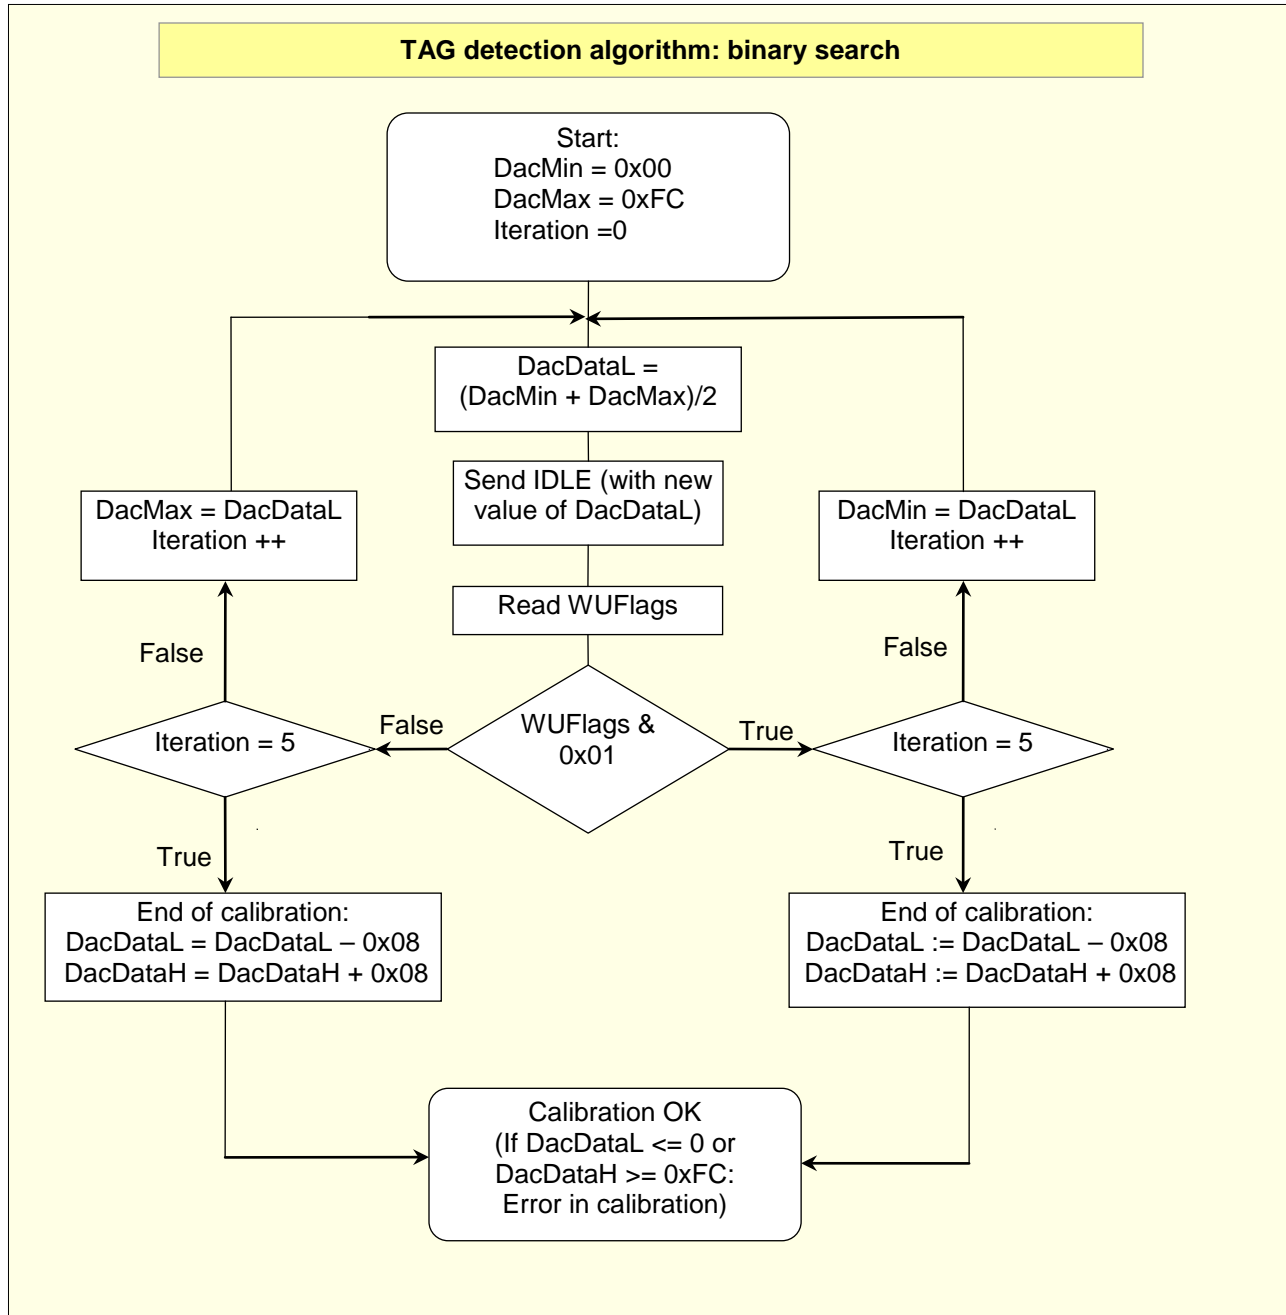 TAG detection algorithm: binary search
Start:
DacMin = 0x00
DacMax = 0xFC
Iteration =0
DacDataL =
(DacMin + DacMax)/2
Send IDLE (with new
value of DacDataL)
DacMax = DacDataL
Iteration ++
DacMin = DacDataL
Iteration ++
Read WUFlags
False
False
Iteration = 5
False
WUFlags &
0x01
True
Iteration = 5
True
True
End of calibration:
DacDataL = DacDataL – 0x08
DacDataH = DacDataH + 0x08
End of calibration:
DacDataL := DacDataL – 0x08
DacDataH := DacDataH + 0x08
Calibration OK
(If DacDataL <= 0 or
DacDataH >= 0xFC:
Error in calibration)